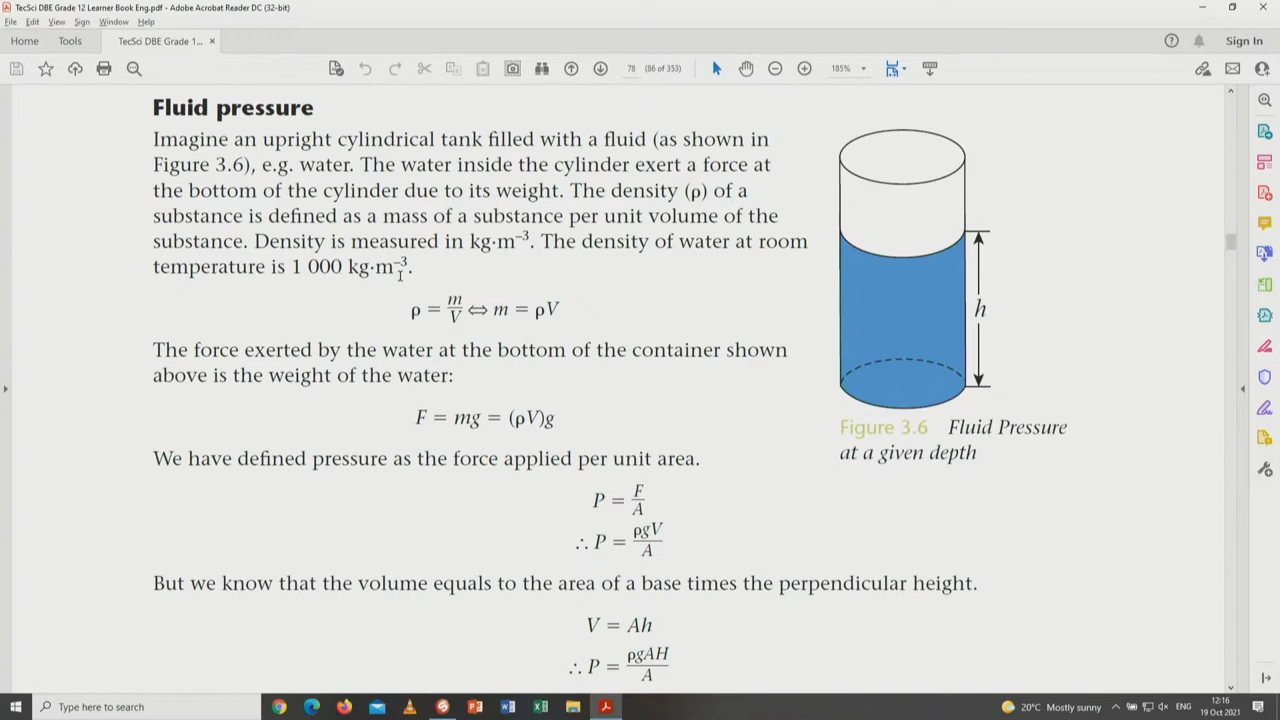 TecSci DBE Grade 12 Learner Book Eng.pdf - Adobe Acrobat Reader DC (32-bit)
File Edit View Sign Window Help
Home Tools TecSci DBE Grade 1... × Sign In
78 (86 of 353) 185%
Fluid pressure
Imagine an upright cylindrical tank filled with a fluid (as shown in
Figure 3.6), e.g. water. The water inside the cylinder exert a force at
the bottom of the cylinder due to its weight. The density (ρ) of a
substance is defined as a mass of a substance per unit volume of the
substance. Density is measured in kg·m⁻³. The density of water at room
temperature is 1 000 kg·m⁻³.
ρ = m/V ⇔ m = ρV
The force exerted by the water at the bottom of the container shown
above is the weight of the water:
F = mg = (ρV)g
We have defined pressure as the force applied per unit area.
P = F/A
∴ P = ρgV/A
But we know that the volume equals to the area of a base times the perpendicular height.
V = Ah
∴ P = ρgAH/A
h
Figure 3.6 Fluid Pressure
at a given depth
Type here to search
20°C Mostly sunny ENG
12:16
19 Oct 2021